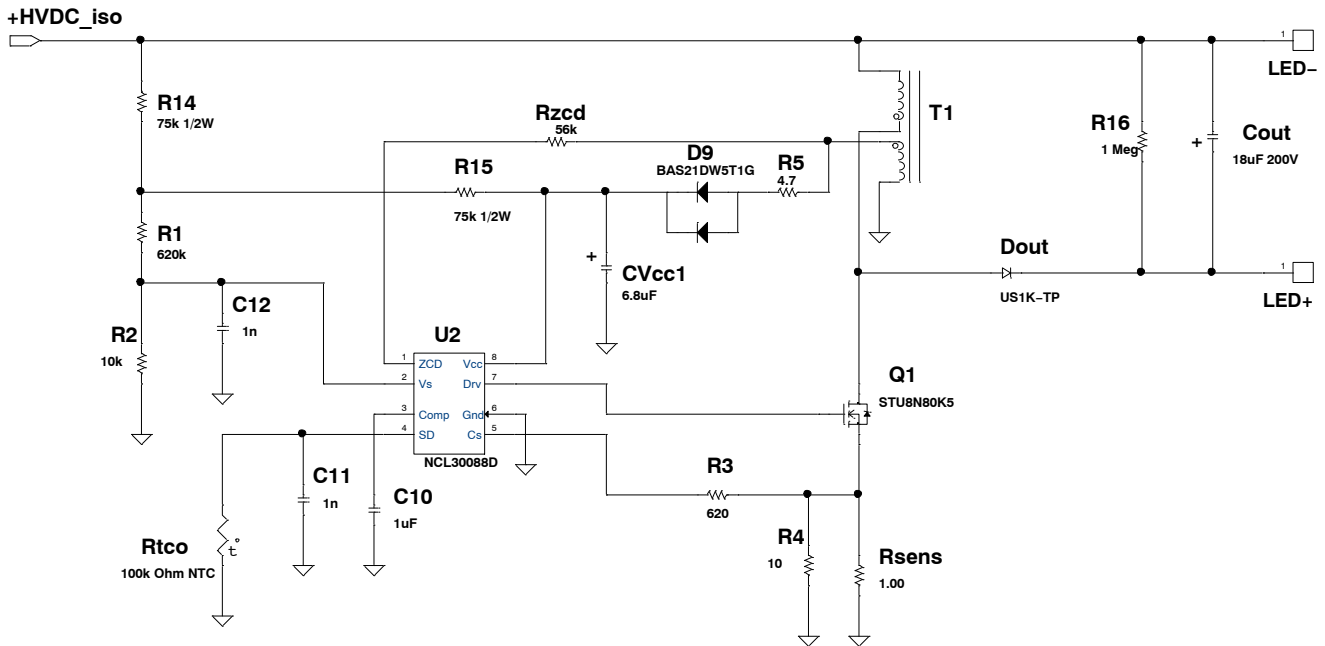 +HVDC_iso
1
LED–
R14
75k 1/2W
T1
Rzcd
56k
R16
1 Meg
+
Cout
18uF 200V
D9
BAS21DW5T1G
R5
4.7
R15
75k 1/2W
R1
620k
+
CVcc1
6.8uF
Dout
US1K–TP
1
LED+
C12
1n
R2
10k
U2
1
ZCD
Vcc
8
2
Vs
Drv
7
3
Comp
Gnd
6
4
SD
Cs
5
NCL30088D
Q1
STU8N80K5
C11
1n
C10
1uF
R3
620
Rtco
100k Ohm NTC
t°
R4
10
Rsens
1.00